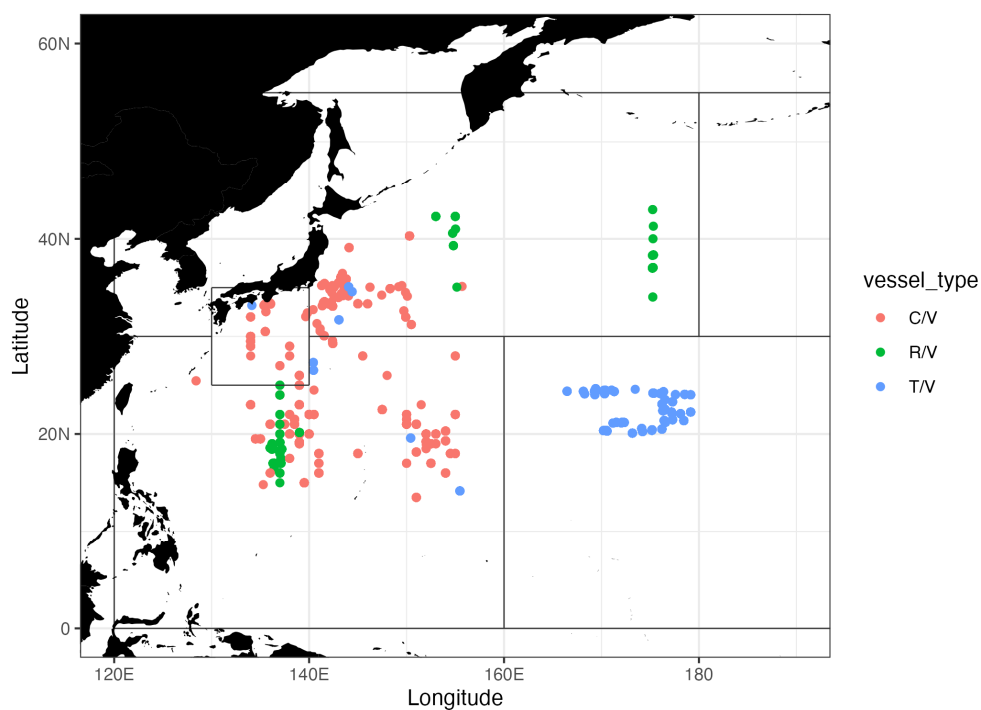 60N
40N
20N
0
Latitude
120E
140E
160E
180
Longitude
vessel_type
C/V
R/V
T/V